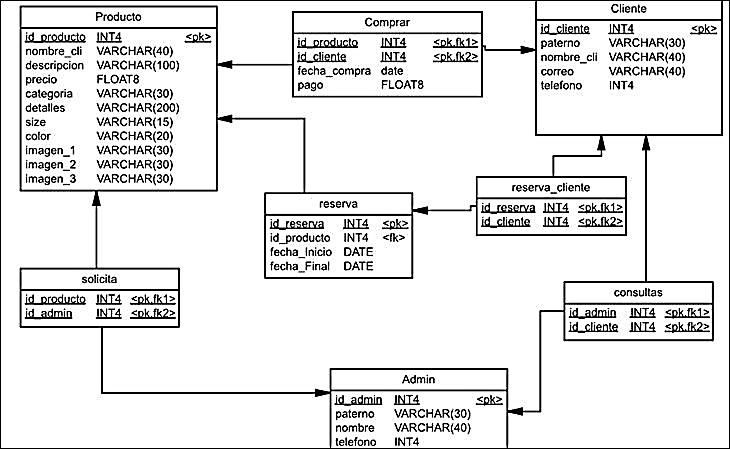 Producto
id_producto INT4 <pk>
nombre_cli VARCHAR(40)
descripcion VARCHAR(100)
precio FLOAT8
categoria VARCHAR(30)
detalles VARCHAR(200)
size VARCHAR(15)
color VARCHAR(20)
imagen_1 VARCHAR(30)
imagen_2 VARCHAR(30)
imagen_3 VARCHAR(30)
Comprar
id_producto INT4 <pk.fk1>
id_cliente INT4 <pk.fk2>
fecha_compra date
pago FLOAT8
Cliente
id_cliente INT4 <pk>
paterno VARCHAR(30)
nombre_cli VARCHAR(40)
correo VARCHAR(40)
telefono INT4
reserva
id_reserva INT4 <pk>
id_producto INT4 <fk>
fecha_Inicio DATE
fecha_Final DATE
reserva_cliente
id_reserva INT4 <pk.fk1>
id_cliente INT4 <pk.fk2>
solicita
id_producto INT4 <pk.fk1>
id_admin INT4 <pk.fk2>
consultas
id_admin INT4 <pk.fk1>
id_cliente INT4 <pk.fk2>
Admin
id_admin INT4 <pk>
paterno VARCHAR(30)
nombre VARCHAR(40)
telefono INT4